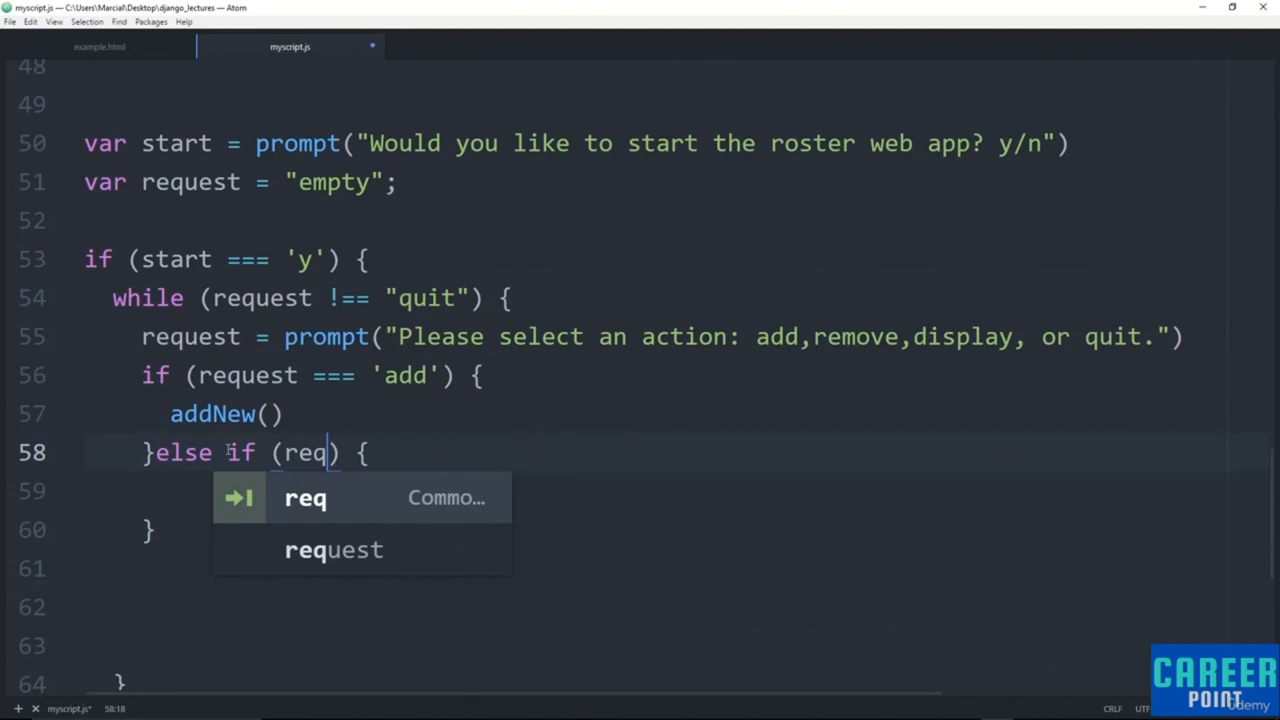 myscript.js — C:\Users\Marcial\Desktop\django_lectures — Atom
File Edit View Selection Find Packages Help
example.html myscript.js
48
49
50 var start = prompt("Would you like to start the roster web app? y/n")
51 var request = "empty";
52
53 if (start === 'y') {
54 while (request !== "quit") {
55 request = prompt("Please select an action: add,remove,display, or quit.")
56 if (request === 'add') {
57 addNew()
58 }else if (req) {
req Commo...
59
request
60 }
61
62
63
64 }
CAREER
POINT
Udemy
myscript.js* 58:18 CRLF